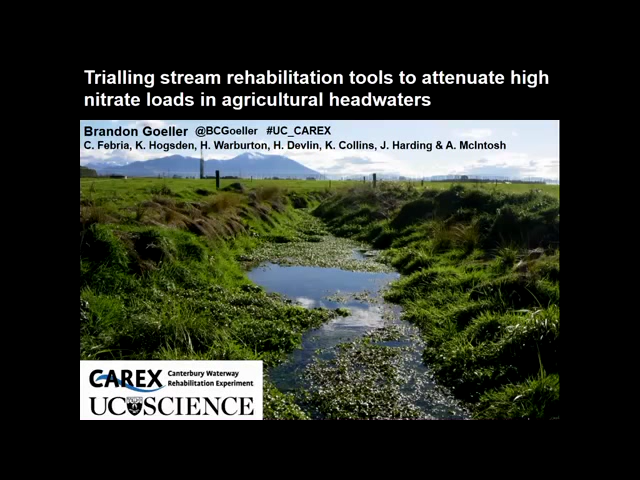 Trialling stream rehabilitation tools to attenuate high
nitrate loads in agricultural headwaters
Brandon Goeller @BCGoeller #UC_CAREX
C. Febria, K. Hogsden, H. Warburton, H. Devlin, K. Collins, J. Harding & A. McIntosh
CAREX Canterbury Waterway
Rehabilitation Experiment
UC SCIENCE